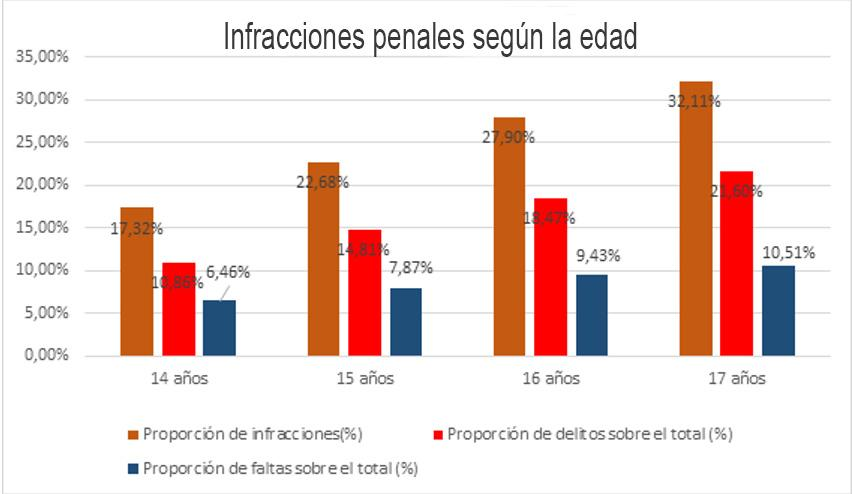 Infracciones penales según la edad
35,00%
30,00%
25,00%
20,00%
15,00%
10,00%
5,00%
0,00%
17,32%
10,86%
6,46%
22,68%
14,81%
7,87%
27,90%
18,47%
9,43%
32,11%
21,60%
10,51%
14 años
15 años
16 años
17 años
Proporción de infracciones(%)
Proporción de delitos sobre el total (%)
Proporción de faltas sobre el total (%)